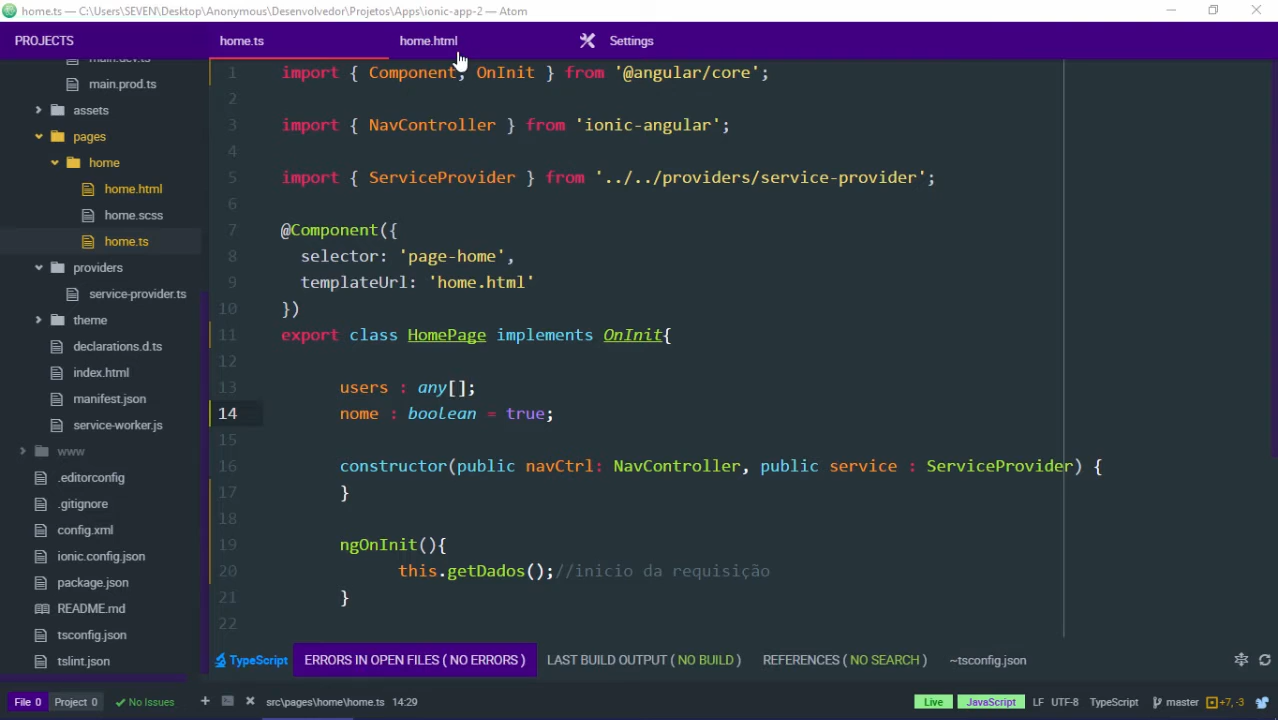 home.ts — C:\Users\SEVEN\Desktop\Anonymous\Desenvolvedor\Projetos\Apps\ionic-app-2 — Atom
PROJECTS
home.ts
home.html
Settings
main.dev.ts
main.prod.ts
assets
pages
home
home.html
home.scss
home.ts
providers
service-provider.ts
theme
declarations.d.ts
index.html
manifest.json
service-worker.js
www
.editorconfig
.gitignore
config.xml
ionic.config.json
package.json
README.md
tsconfig.json
tslint.json
1 import { Component, OnInit } from '@angular/core';
2
3 import { NavController } from 'ionic-angular';
4
5 import { ServiceProvider } from '../../providers/service-provider';
6
7 @Component({
8 selector: 'page-home',
9 templateUrl: 'home.html'
10 })
11 export class HomePage implements OnInit{
12
13 users : any[];
14 nome : boolean = true;
15
16 constructor(public navCtrl: NavController, public service : ServiceProvider) {
17 }
18
19 ngOnInit(){
20 this.getDados();//inicio da requisição
21 }
22
TypeScript ERRORS IN OPEN FILES ( NO ERRORS ) LAST BUILD OUTPUT ( NO BUILD ) REFERENCES ( NO SEARCH ) ~tsconfig.json
File 0 Project 0 No Issues + src\pages\home\home.ts 14:29 Live JavaScript LF UTF-8 TypeScript master +7, -3